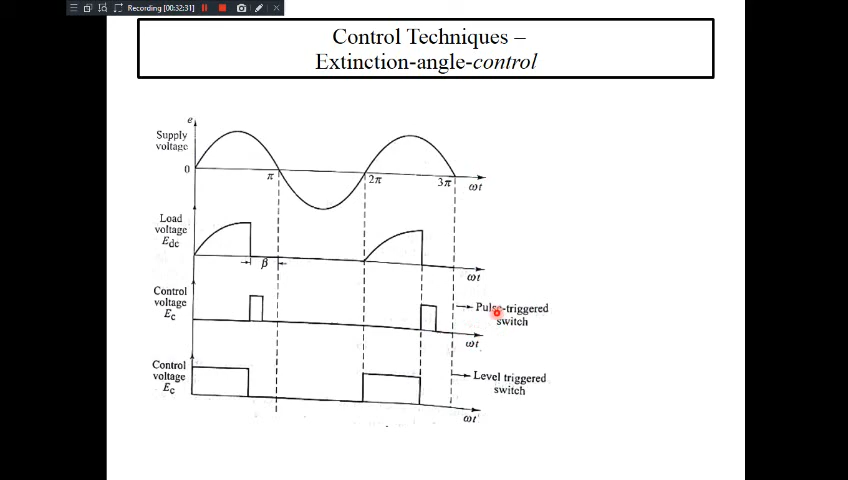 Recording [00:32:31]
Control Techniques –
Extinction-angle-control
e
Supply
voltage
0
π
2π
3π
ωt
Load
voltage
Edc
β
ωt
Control
voltage
Ec
Pulse-triggered
switch
ωt
Control
voltage
Ec
Level triggered
switch
ωt